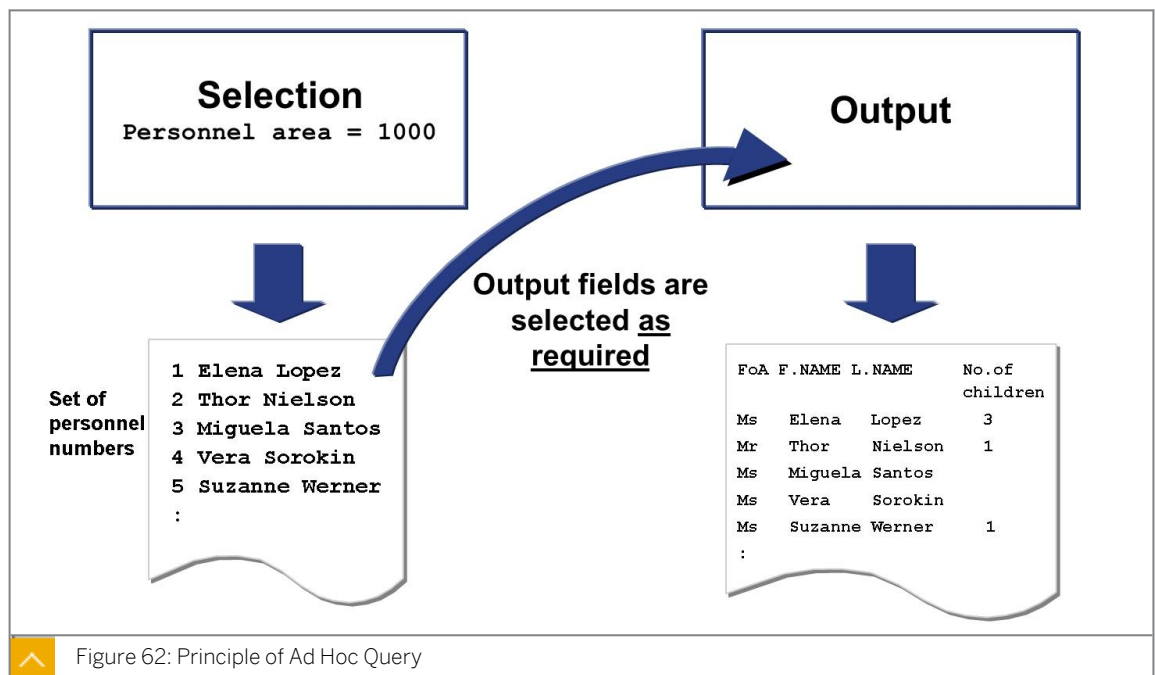 Selection
Personnel area = 1000
Output
Output fields are
selected as
required
Set of
personnel
numbers
1 Elena Lopez
2 Thor Nielson
3 Miguela Santos
4 Vera Sorokin
5 Suzanne Werner
:
FoA F.NAME L.NAME No.of
children
Ms Elena Lopez 3
Mr Thor Nielson 1
Ms Miguela Santos
Ms Vera Sorokin
Ms Suzanne Werner 1
:
Figure 62: Principle of Ad Hoc Query